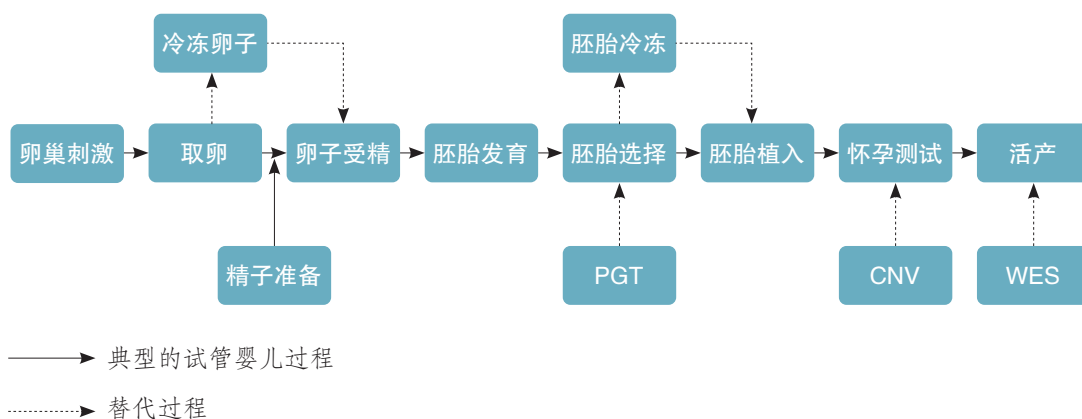 冷冻卵子
胚胎冷冻
卵巢刺激
取卵
卵子受精
胚胎发育
胚胎选择
胚胎植入
怀孕测试
活产
精子准备
PGT
CNV
WES
典型的试管婴儿过程
替代过程